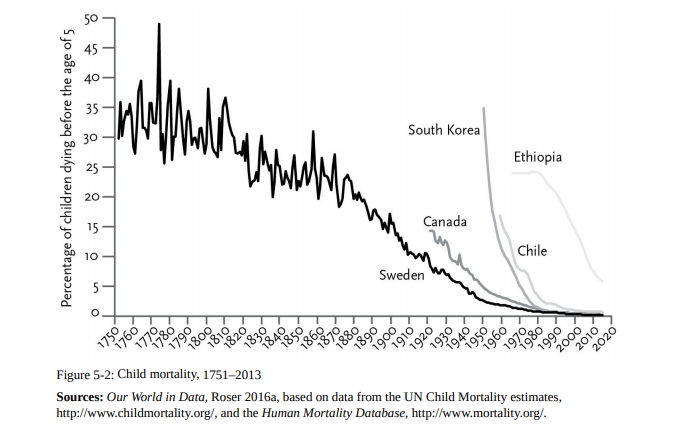 Percentage of children dying before the age of 5
50
45
40
35
30
25
20
15
10
5
0
South Korea
Ethiopia
Canada
Chile
Sweden
1750 1760 1770 1780 1790 1800 1810 1820 1830 1840 1850 1860 1870 1880 1890 1900 1910 1920 1930 1940 1950 1960 1970 1980 1990 2000 2010 2020
Figure 5-2: Child mortality, 1751–2013
Sources: Our World in Data, Roser 2016a, based on data from the UN Child Mortality estimates,
http://www.childmortality.org/, and the Human Mortality Database, http://www.mortality.org/.